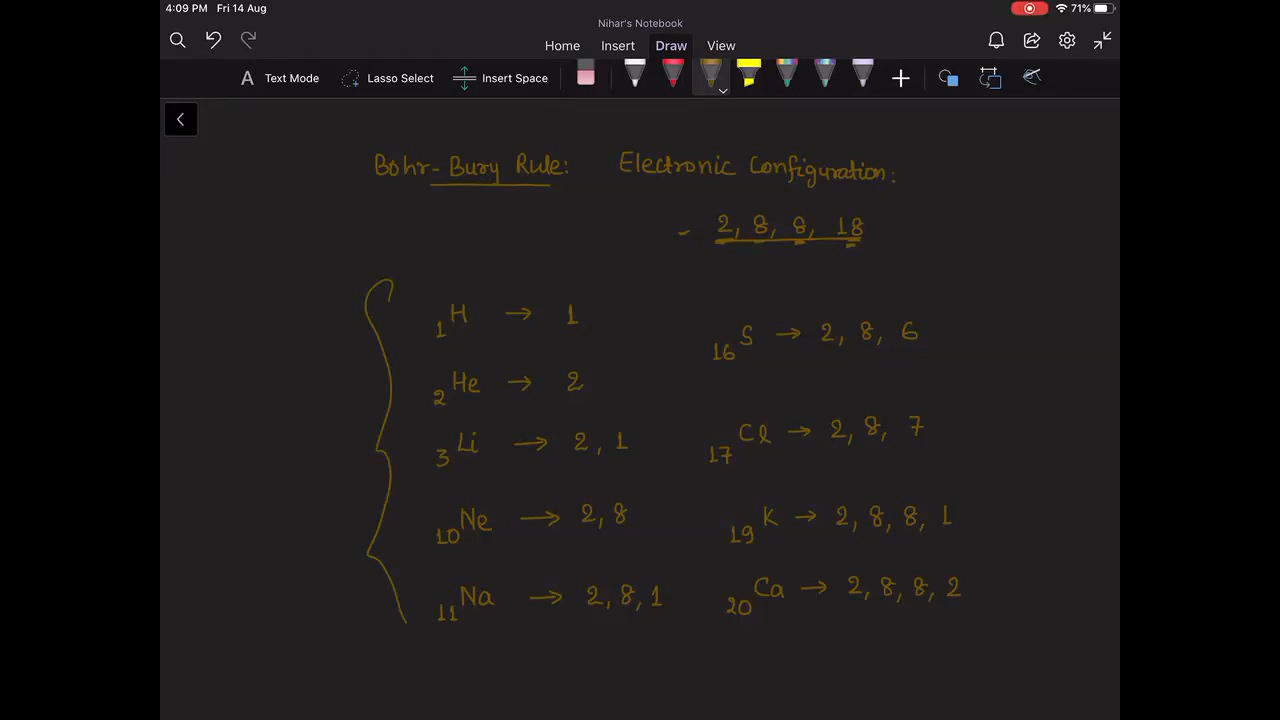 4:09 PM Fri 14 Aug
71%
Nihar's Notebook
Home Insert Draw View
Text Mode Lasso Select Insert Space
Bohr-Bury Rule: Electronic Configuration:
- 2, 8, 8, 18
1H → 1
2He → 2
3Li → 2, 1
10Ne → 2, 8
11Na → 2, 8, 1
16S → 2, 8, 6
17Cl → 2, 8, 7
19K → 2, 8, 8, 1
20Ca → 2, 8, 8, 2